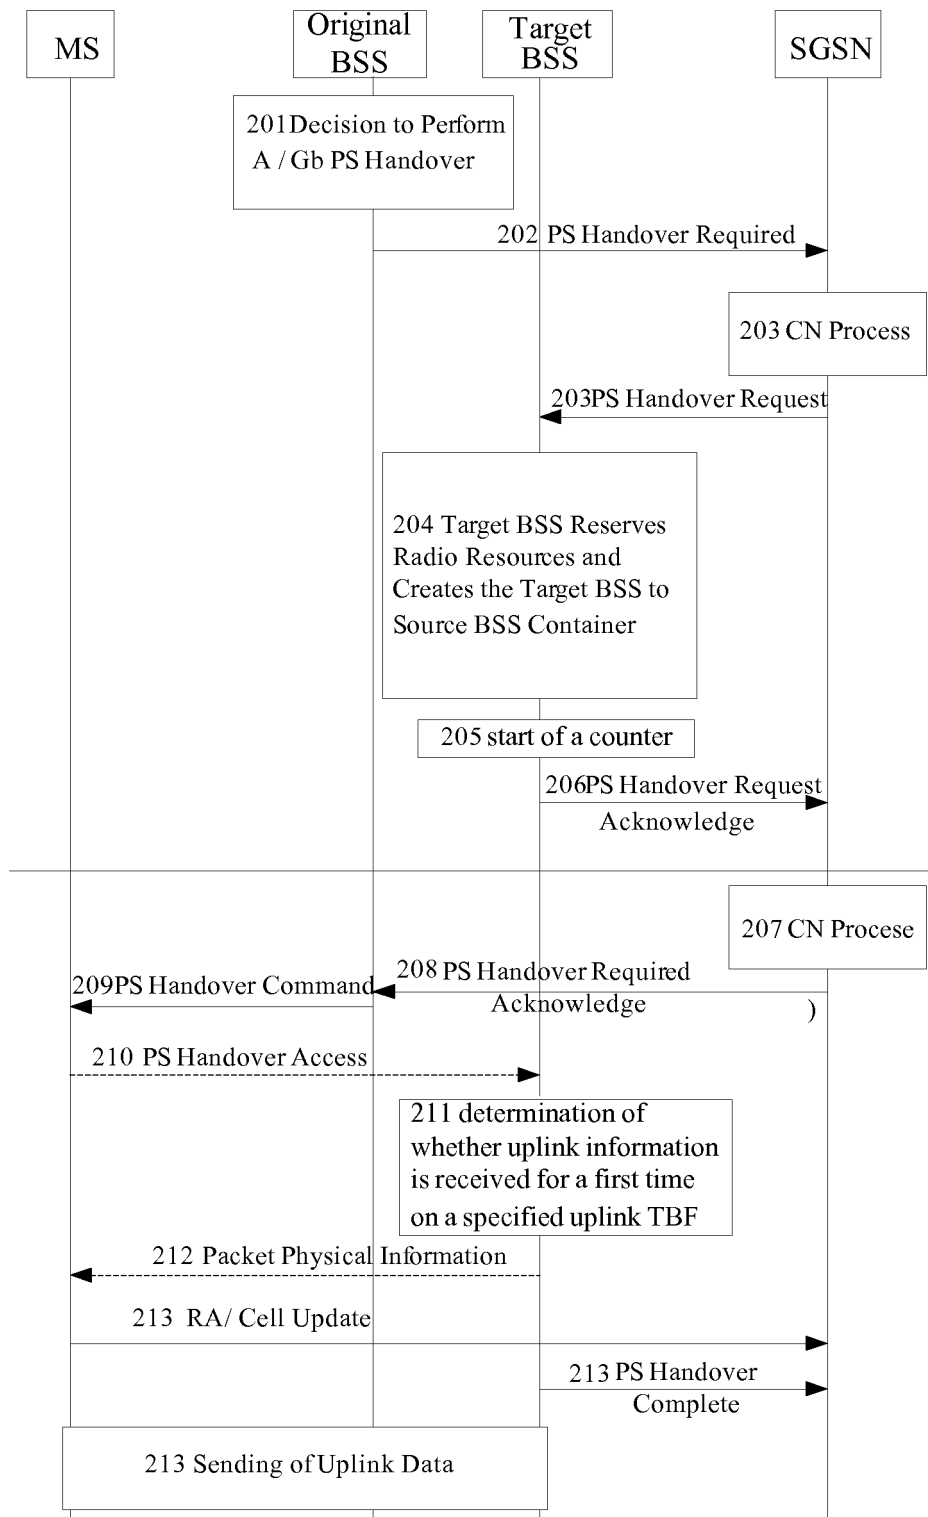 MS
Original
BSS
Target
BSS
SGSN
201Decision to Perform
A / Gb PS Handover
202 PS Handover Required
203 CN Process
203PS Handover Request
204 Target BSS Reserves
Radio Resources and
Creates the Target BSS to
Source BSS Container
205 start of a counter
206PS Handover Request
Acknowledge
207 CN Procese
208 PS Handover Required
Acknowledge )
209PS Handover Command
210 PS Handover Access
211 determination of
whether uplink information
is received for a first time
on a specified uplink TBF
212 Packet Physical Information
213 RA/ Cell Update
213 PS Handover
Complete
213 Sending of Uplink Data